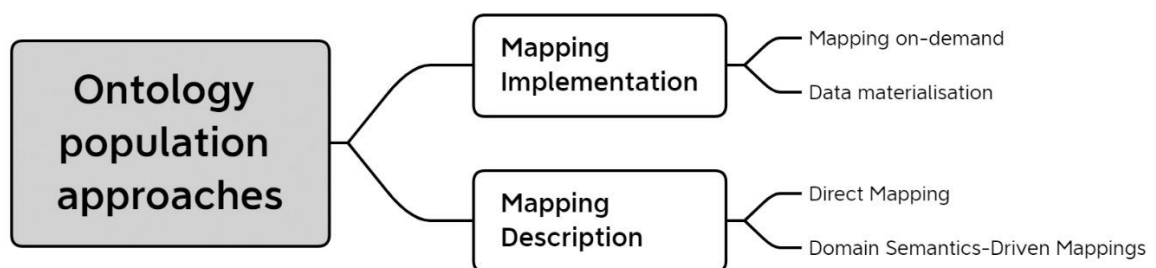 Ontology
population
approaches
Mapping
Implementation
Mapping on-demand
Data materialisation
Mapping
Description
Direct Mapping
Domain Semantics-Driven Mappings